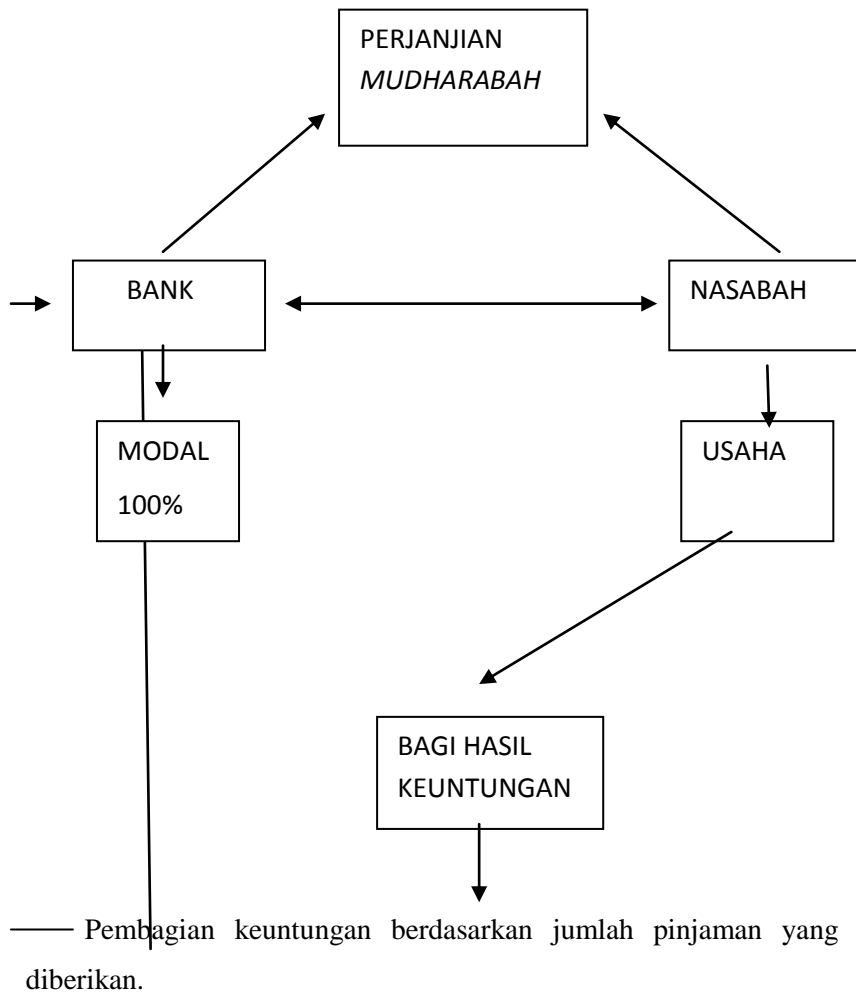 PERJANJIAN
MUDHARABAH
BANK
NASABAH
MODAL
100%
USAHA
BAGI HASIL
KEUNTUNGAN
Pembagian keuntungan berdasarkan jumlah pinjaman yang
diberikan.